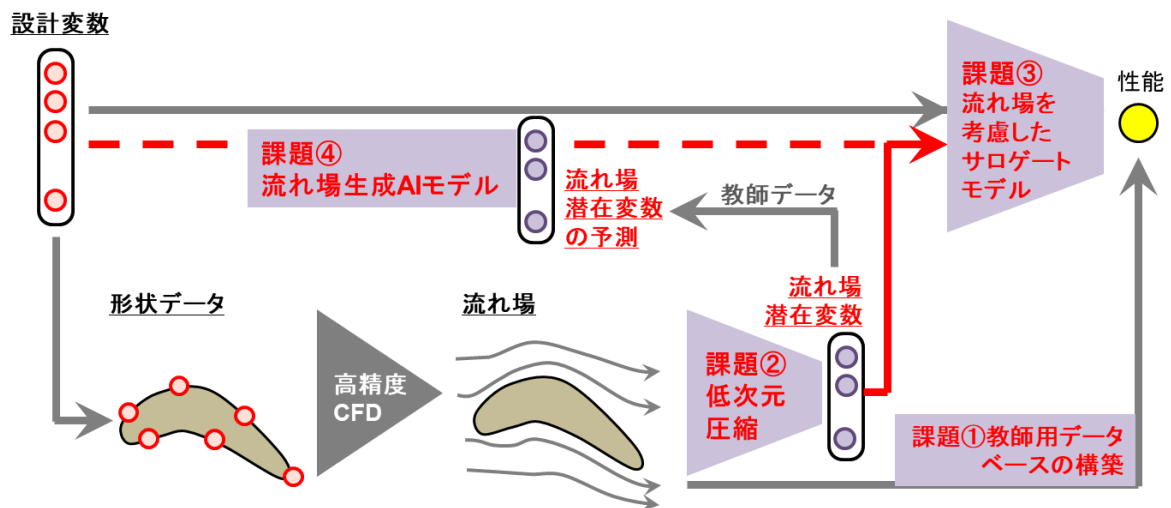 設計変数
課題③
流れ場を
考慮した
サロゲート
モデル
性能
課題④
流れ場生成AIモデル
流れ場
潜在変数
の予測
教師データ
流れ場
潜在変数
形状データ
高精度
CFD
流れ場
課題②
低次元
圧縮
課題①教師用データ
ベースの構築